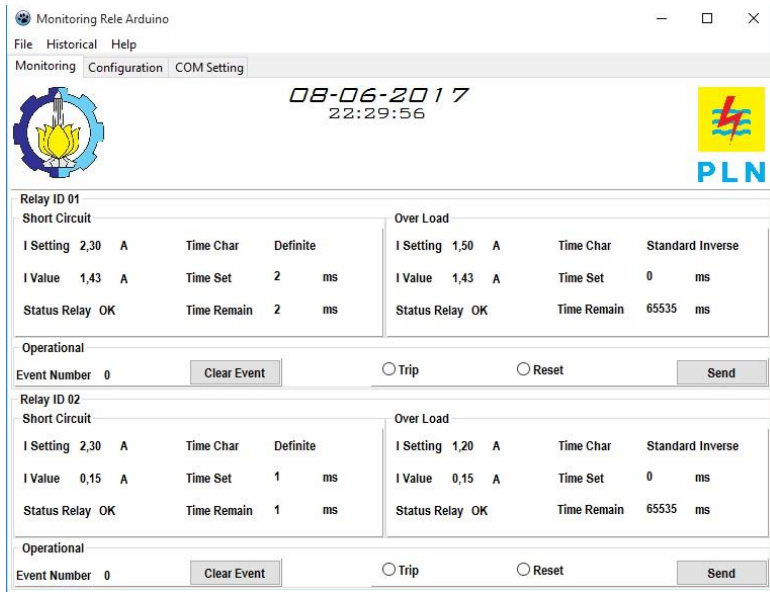 Monitoring Rele Arduino
File Historical Help
Monitoring Configuration COM Setting
08-06-2017
22:29:56
PLN
Relay ID 01
Short Circuit
I Setting 2,30 A Time Char Definite
I Value 1,43 A Time Set 2 ms
Status Relay OK Time Remain 2 ms
Over Load
I Setting 1,50 A Time Char Standard Inverse
I Value 1,43 A Time Set 0 ms
Status Relay OK Time Remain 65535 ms
Operational
Event Number 0 Clear Event Trip Reset Send
Relay ID 02
Short Circuit
I Setting 2,30 A Time Char Definite
I Value 0,15 A Time Set 1 ms
Status Relay OK Time Remain 1 ms
Over Load
I Setting 1,20 A Time Char Standard Inverse
I Value 0,15 A Time Set 0 ms
Status Relay OK Time Remain 65535 ms
Operational
Event Number 0 Clear Event Trip Reset Send